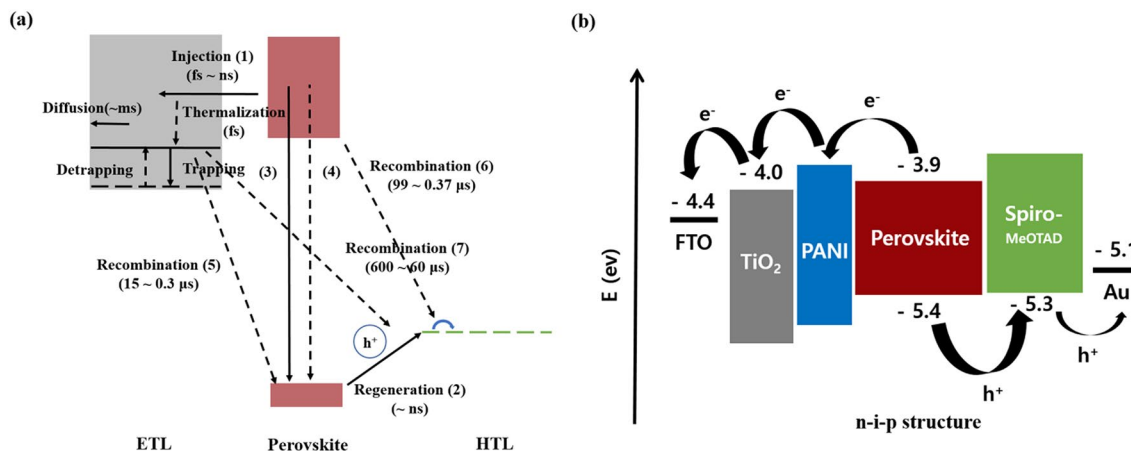 (a)
Injection (1)
(fs ~ ns)
Diffusion(~ms)
Thermalization
(fs)
Detrapping
Trapping
(3)
(4)
Recombination (6)
(99 ~ 0.37 μs)
Recombination (7)
(600 ~ 60 μs)
Recombination (5)
(15 ~ 0.3 μs)
h+
Regeneration (2)
(~ ns)
ETL
Perovskite
HTL
(b)
E (ev)
e-
e-
e-
- 4.4
FTO
- 4.0
TiO2
PANI
- 3.9
Perovskite
- 5.4
Spiro-
MeOTAD
- 5.3
- 5.1
Au
h+
h+
n-i-p structure